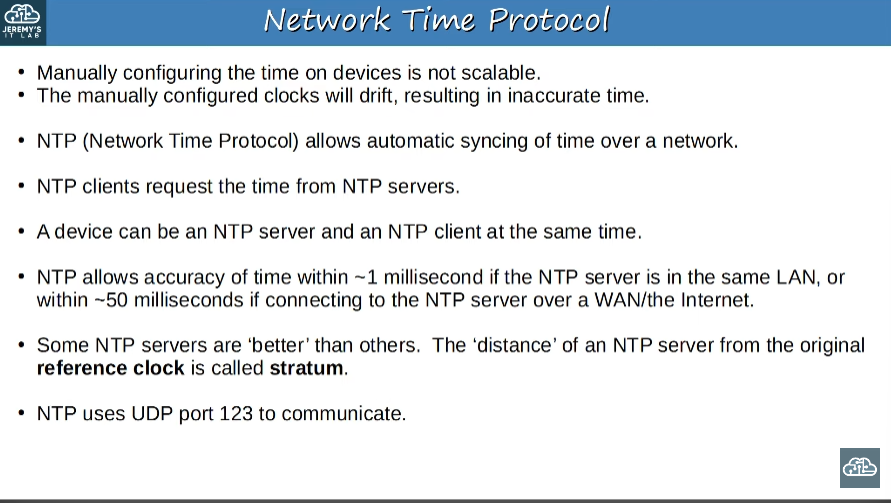 JEREMY'S
IT LAB
Network Time Protocol
• Manually configuring the time on devices is not scalable.
• The manually configured clocks will drift, resulting in inaccurate time.
• NTP (Network Time Protocol) allows automatic syncing of time over a network.
• NTP clients request the time from NTP servers.
• A device can be an NTP server and an NTP client at the same time.
• NTP allows accuracy of time within ~1 millisecond if the NTP server is in the same LAN, or
within ~50 milliseconds if connecting to the NTP server over a WAN/the Internet.
• Some NTP servers are ‘better’ than others.  The ‘distance’ of an NTP server from the original
reference clock is called stratum.
• NTP uses UDP port 123 to communicate.